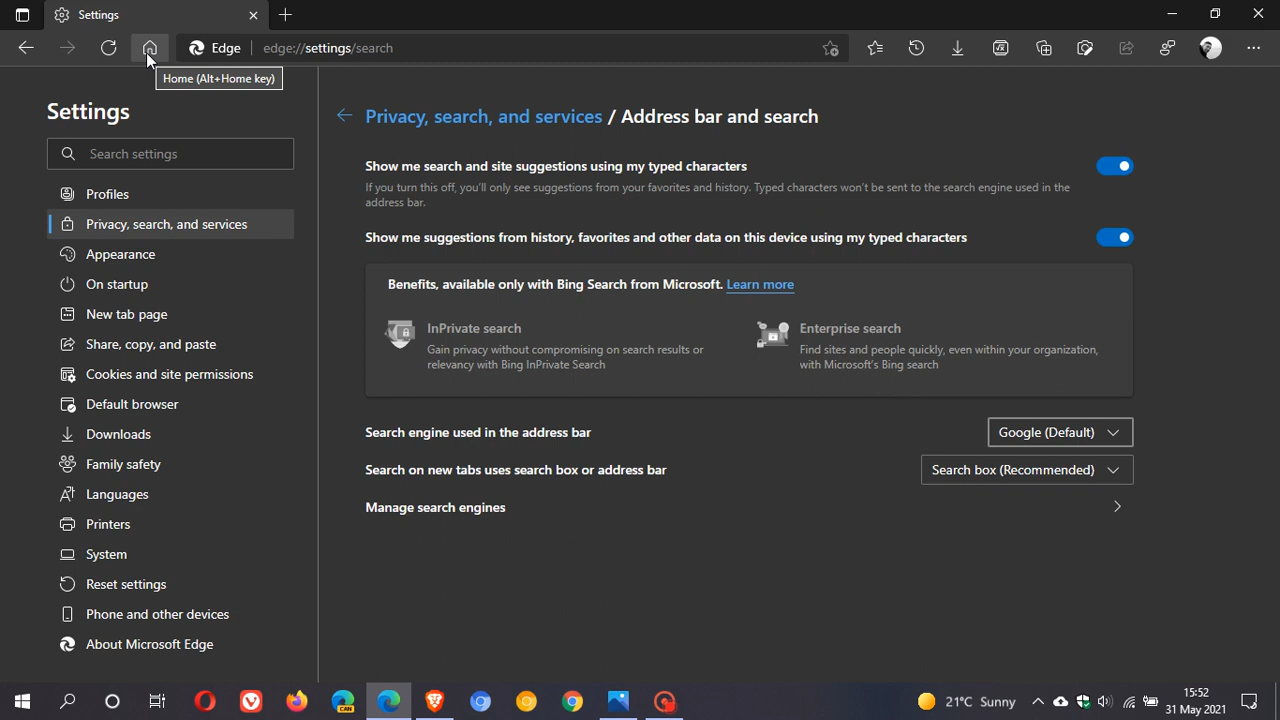 Settings
Edge
edge://settings/search
Home (Alt+Home key)
Settings
Search settings
Profiles
Privacy, search, and services
Appearance
On startup
New tab page
Share, copy, and paste
Cookies and site permissions
Default browser
Downloads
Family safety
Languages
Printers
System
Reset settings
Phone and other devices
About Microsoft Edge
Privacy, search, and services / Address bar and search
Show me search and site suggestions using my typed characters
If you turn this off, you'll only see suggestions from your favorites and history. Typed characters won't be sent to the search engine used in the
address bar.
Show me suggestions from history, favorites and other data on this device using my typed characters
Benefits, available only with Bing Search from Microsoft. Learn more
InPrivate search
Gain privacy without compromising on search results or
relevancy with Bing InPrivate Search
Enterprise search
Find sites and people quickly, even within your organization,
with Microsoft's Bing search
Search engine used in the address bar
Google (Default)
Search on new tabs uses search box or address bar
Search box (Recommended)
Manage search engines
CAN
21°C Sunny
15:52
31 May 2021